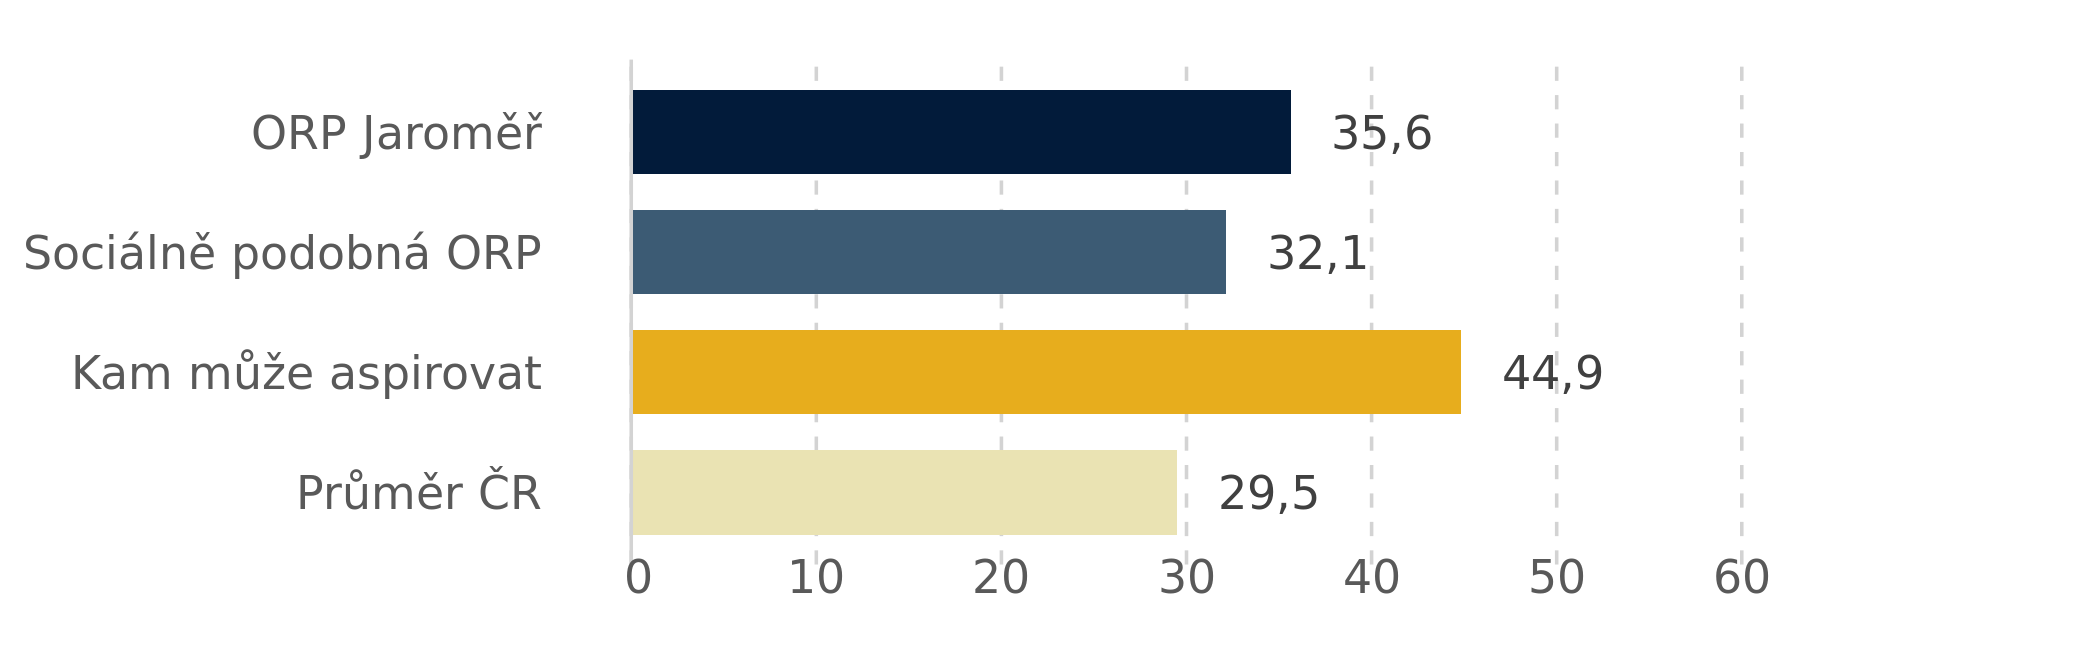 ORP Jaroměř
35,6
Sociálně podobná ORP
32,1
Kam může aspirovat
44,9
Průměr ČR
29,5
0 10 20 30 40 50 60